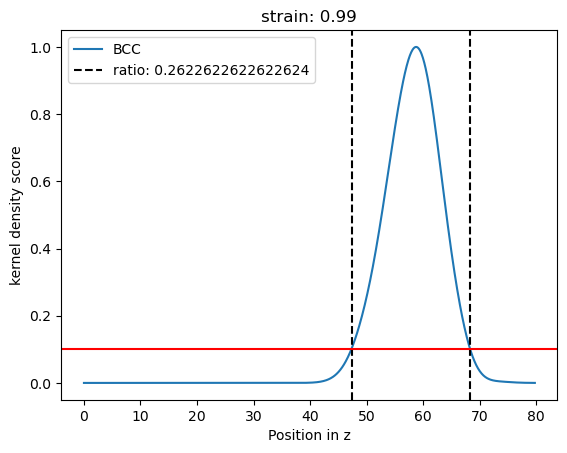 strain: 0.99
BCC
ratio: 0.2622622622622624
kernel density score
1.0
0.8
0.6
0.4
0.2
0.0
0 10 20 30 40 50 60 70 80
Position in z